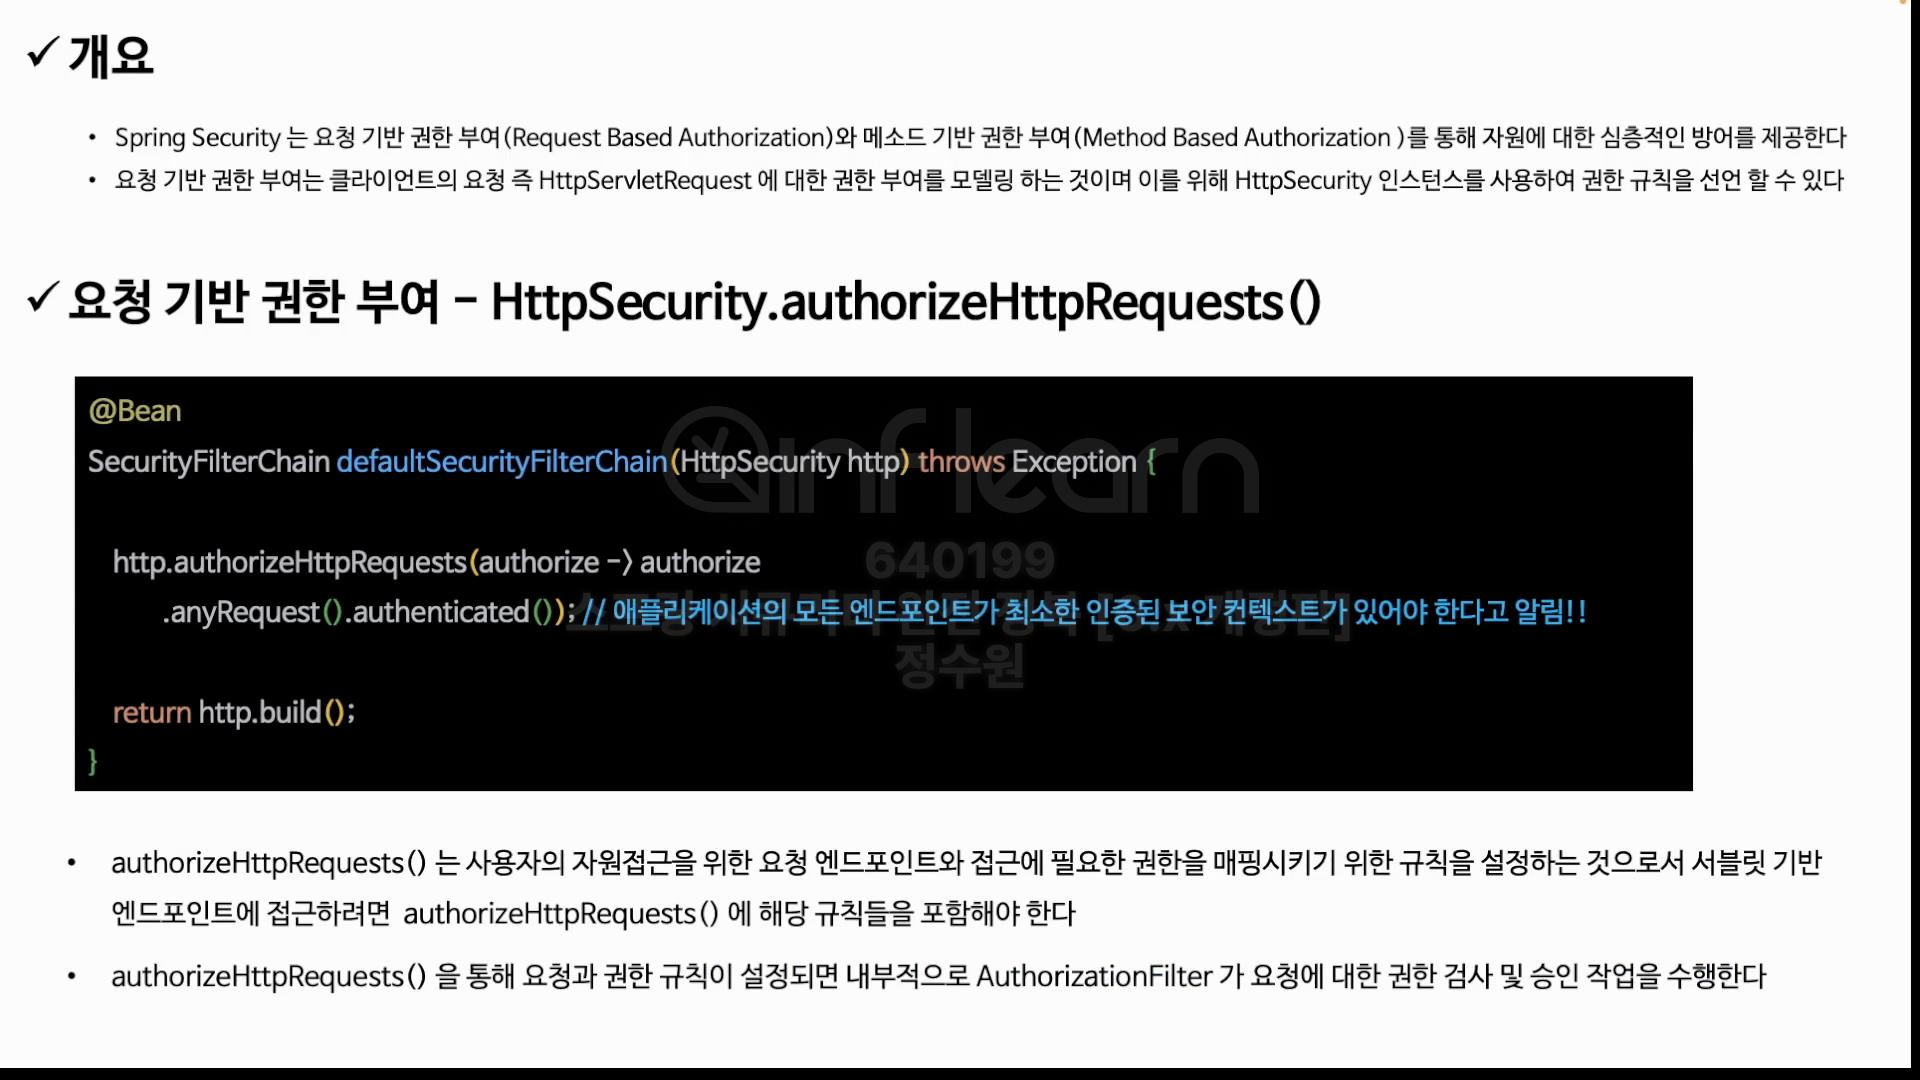 ✓ 개요
• Spring Security 는 요청 기반 권한 부여(Request Based Authorization)와 메소드 기반 권한 부여(Method Based Authorization )를 통해 자원에 대한 심층적인 방어를 제공한다
• 요청 기반 권한 부여는 클라이언트의 요청 즉 HttpServletRequest 에 대한 권한 부여를 모델링 하는 것이며 이를 위해 HttpSecurity 인스턴스를 사용하여 권한 규칙을 선언 할 수 있다
✓ 요청 기반 권한 부여 – HttpSecurity.authorizeHttpRequests()
@Bean
SecurityFilterChain defaultSecurityFilterChain(HttpSecurity http) throws Exception {
http.authorizeHttpRequests(authorize -> authorize
.anyRequest().authenticated()); // 애플리케이션의 모든 엔드포인트가 최소한 인증된 보안 컨텍스트가 있어야 한다고 알림!!
return http.build();
}
inflearn
640199
정수원
• authorizeHttpRequests() 는 사용자의 자원접근을 위한 요청 엔드포인트와 접근에 필요한 권한을 매핑시키기 위한 규칙을 설정하는 것으로서 서블릿 기반
엔드포인트에 접근하려면 authorizeHttpRequests() 에 해당 규칙들을 포함해야 한다
• authorizeHttpRequests() 을 통해 요청과 권한 규칙이 설정되면 내부적으로 AuthorizationFilter 가 요청에 대한 권한 검사 및 승인 작업을 수행한다